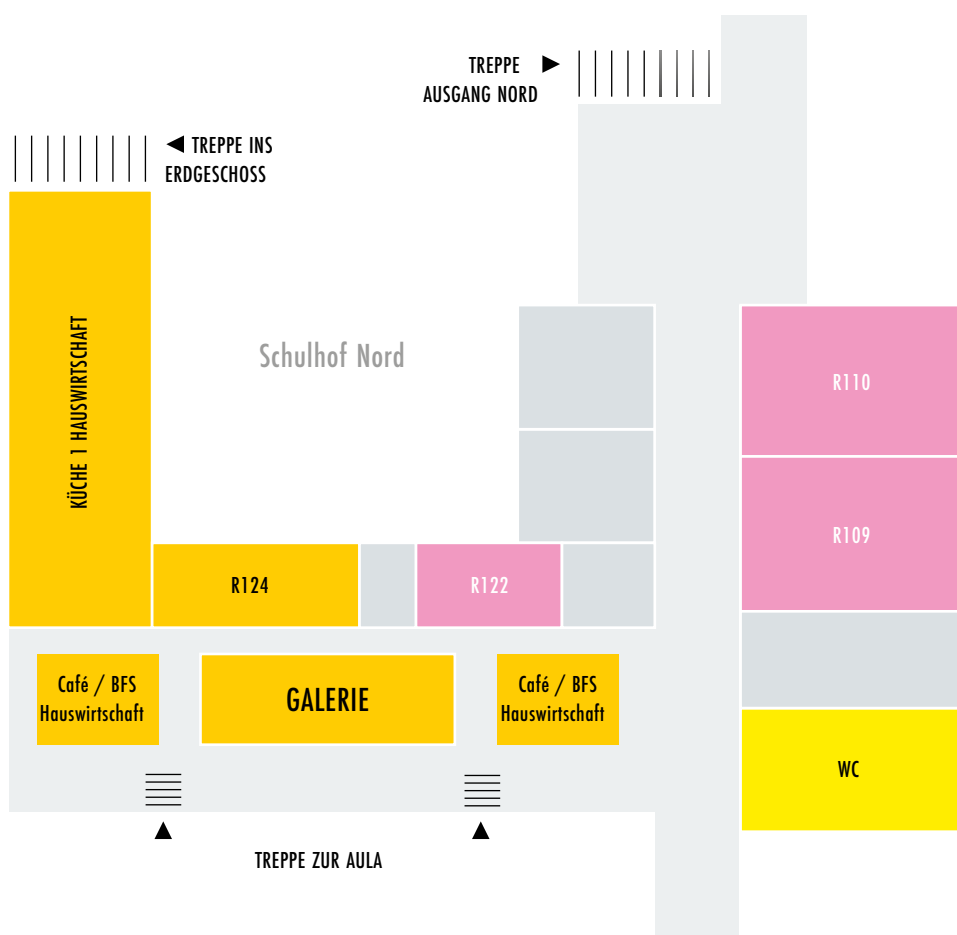 TREPPE
AUSGANG NORD
TREPPE INS
ERDGESCHOSS
KÜCHE 1 HAUSWIRTSCHAFT
Schulhof Nord
R110
R109
R124
R122
Café / BFS
Hauswirtschaft
GALERIE
Café / BFS
Hauswirtschaft
WC
TREPPE ZUR AULA